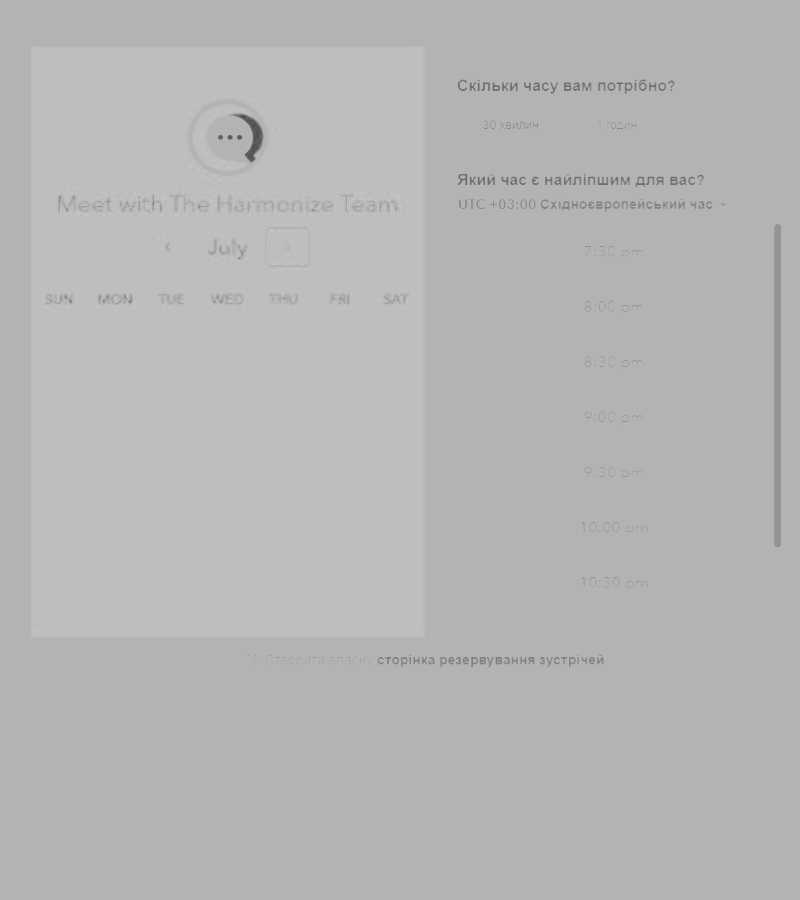 Meet with The Harmonize Team
July
SUN MON TUE WED THU FRI SAT
Скільки часу вам потрібно?
30 хвилин 1 годин
Який час є найліпшим для вас?
UTC +03:00 Східноєвропейський час
7:30 pm
8:00 pm
8:30 pm
9:00 pm
9:30 pm
10:00 pm
10:30 pm
Створити власну сторінка резервування зустрічей